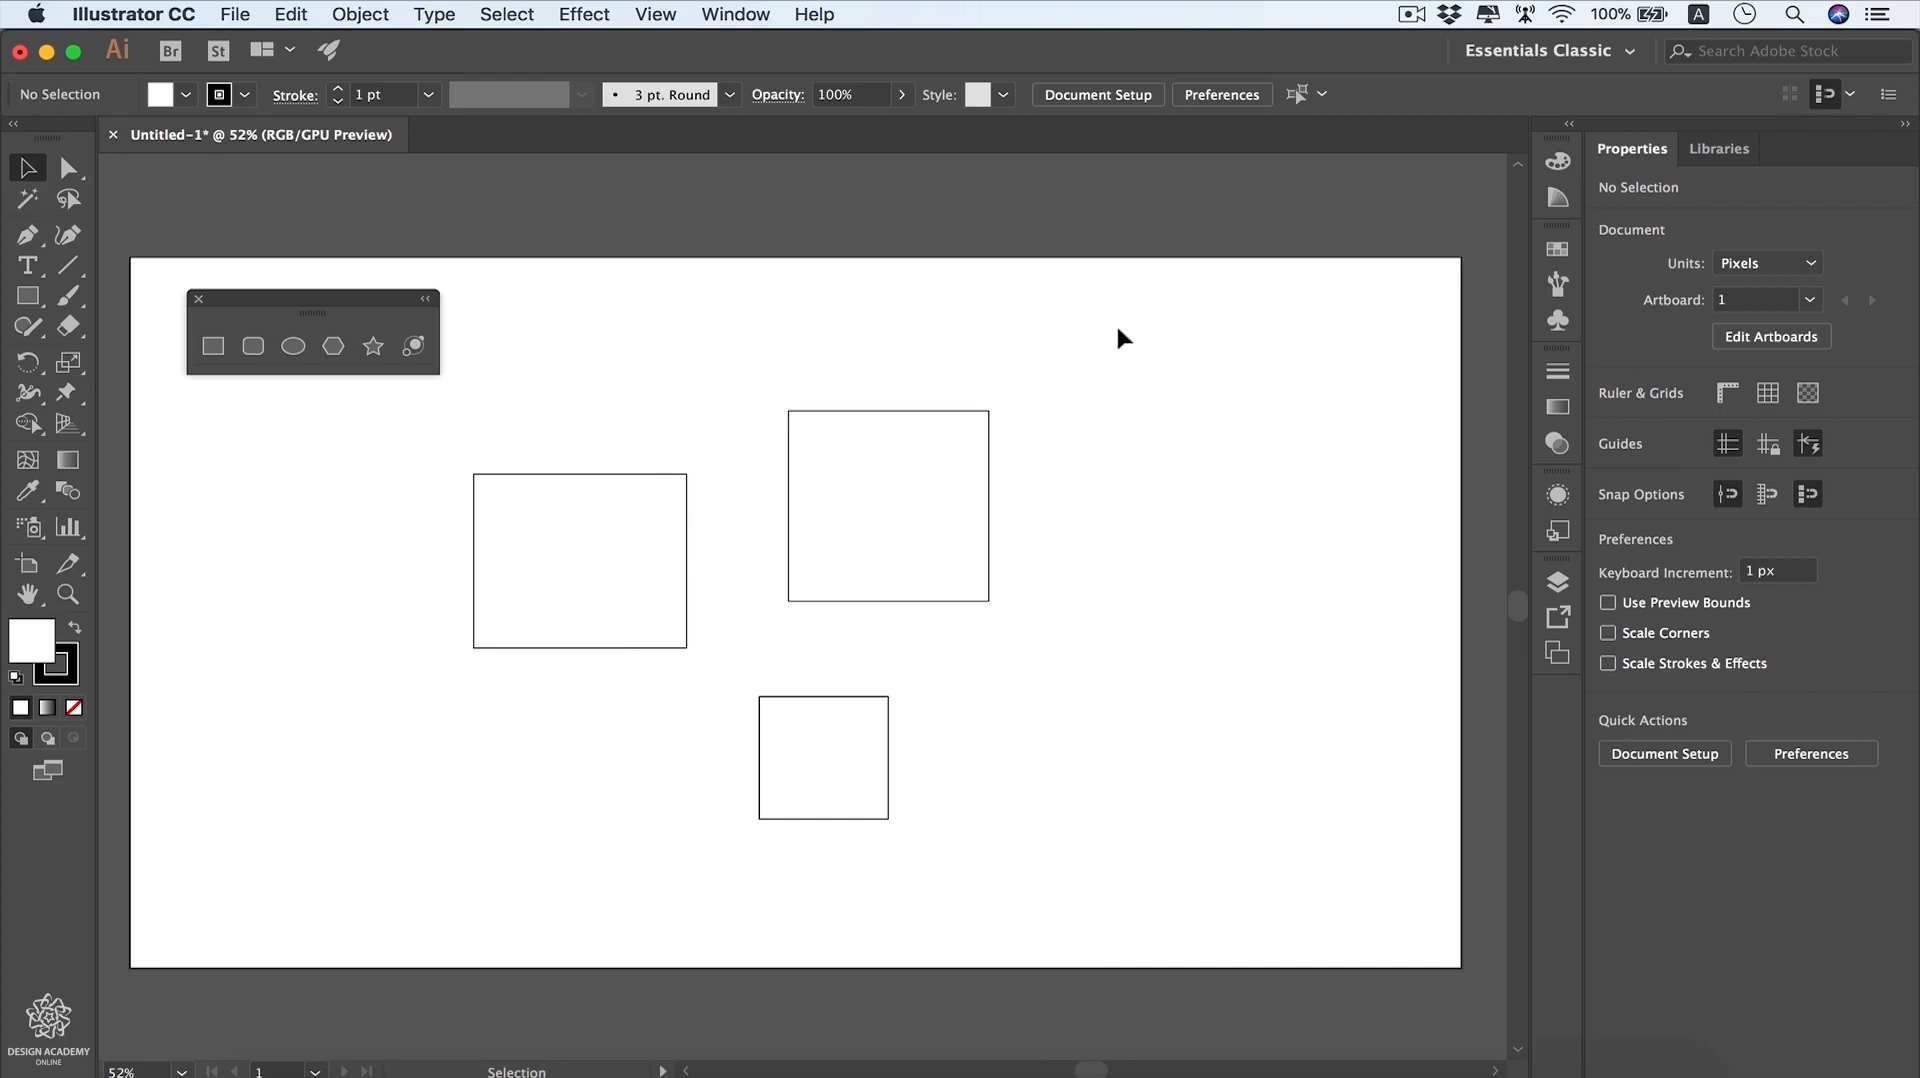 Illustrator CC File Edit Object Type Select Effect View Window Help 100% A
Ai Br St Essentials Classic Search Adobe Stock
No Selection Stroke: 1 pt 3 pt. Round Opacity: 100% Style: Document Setup Preferences
Untitled-1* @ 52% (RGB/GPU Preview)
Properties Libraries
No Selection
Document
Units: Pixels
Artboard: 1
Edit Artboards
Ruler & Grids
Guides
Snap Options
Preferences
Keyboard Increment: 1 px
Use Preview Bounds
Scale Corners
Scale Strokes & Effects
Quick Actions
Document Setup Preferences
DESIGN ACADEMY
ONLINE
52% 1 Selection